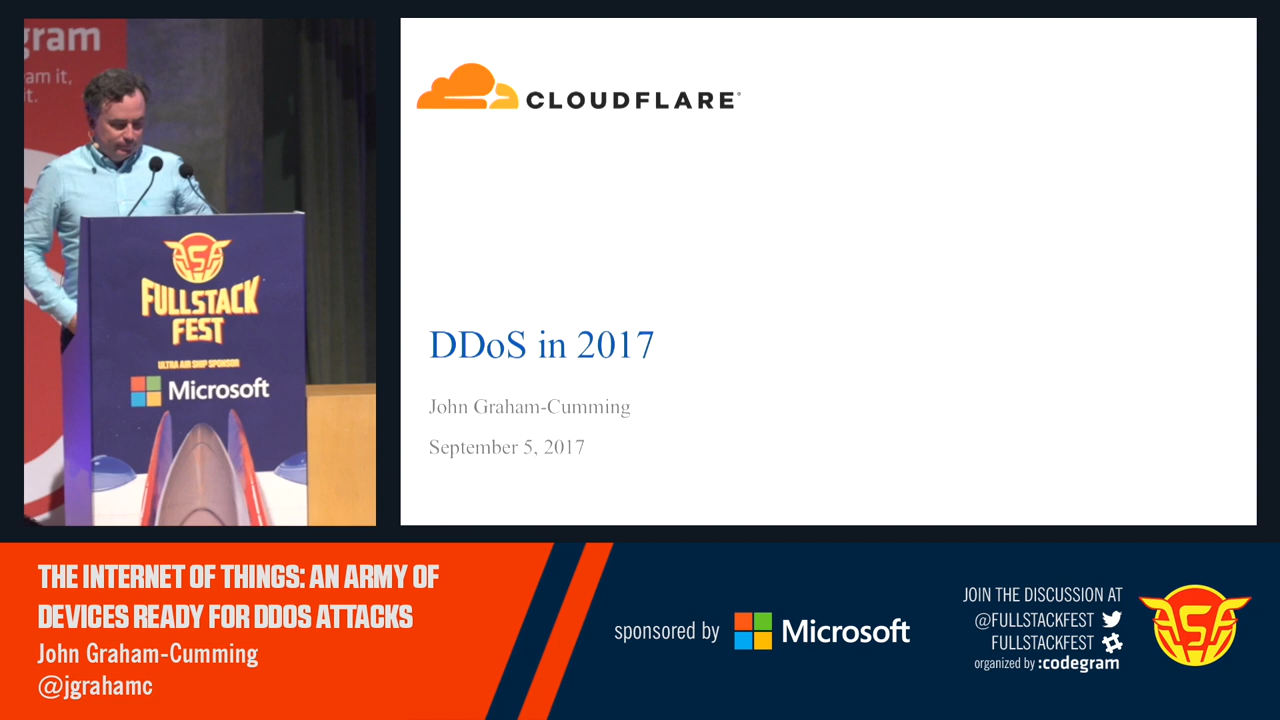 gram
am it,
t.
FULLSTACK
FEST
ULTRA AIR SHIP SPONSOR
Microsoft
CLOUDFLARE®
DDoS in 2017
John Graham-Cumming
September 5, 2017
THE INTERNET OF THINGS: AN ARMY OF
DEVICES READY FOR DDOS ATTACKS
John Graham-Cumming
@jgrahamc
sponsored by Microsoft
JOIN THE DISCUSSION AT
@FULLSTACKFEST
FULLSTACKFEST
organized by :codegram